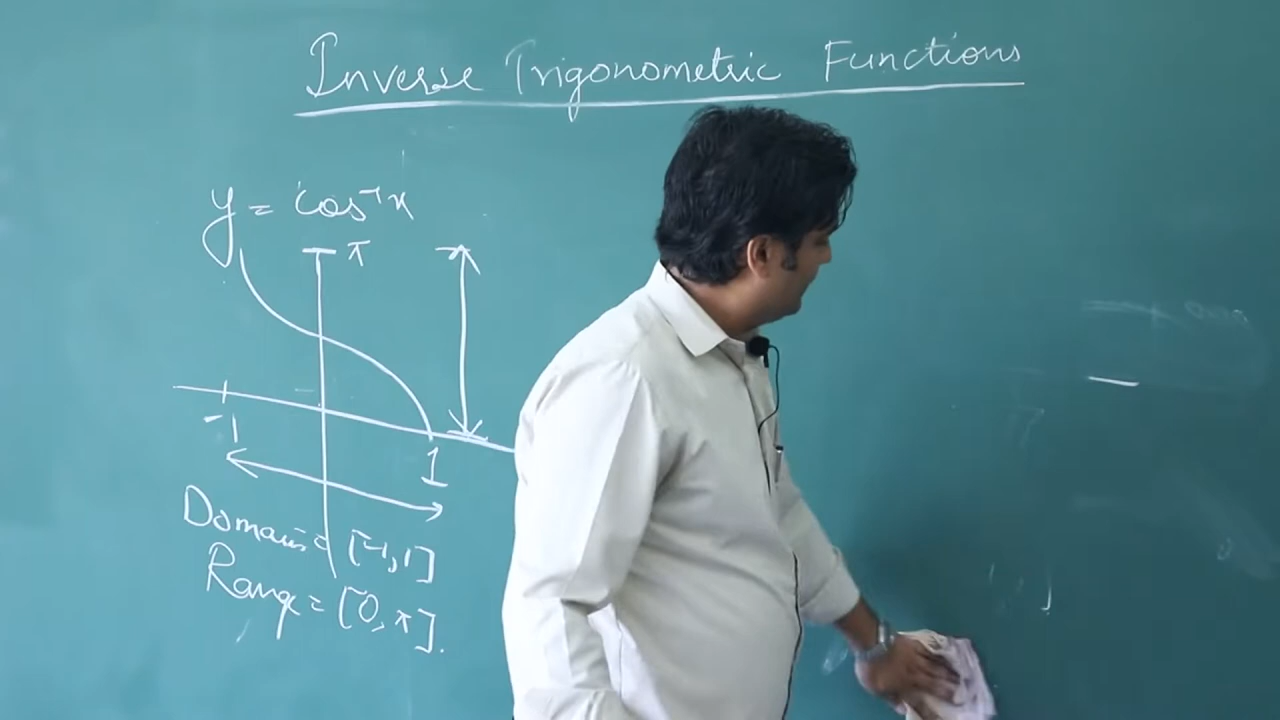 Inverse Trigonometric Functions
y = cos⁻¹x
π
-1
1
Domain = [-1,1]
Range = [0, π].